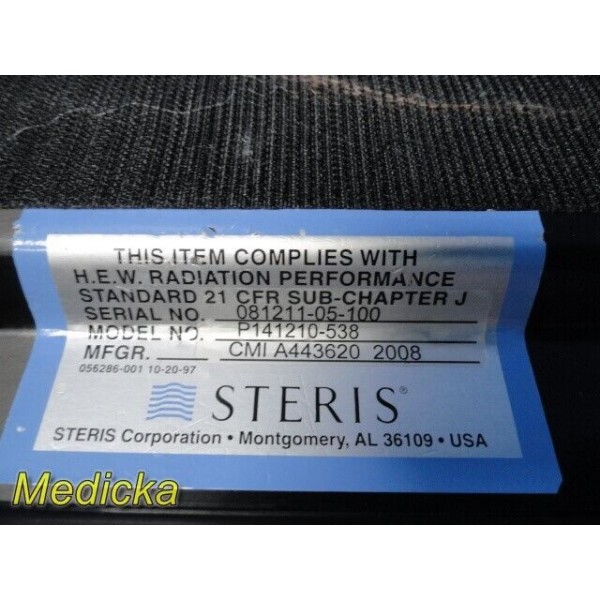 THIS ITEM COMPLIES WITH
H.E.W. RADIATION PERFORMANCE
STANDARD 21 CFR SUB-CHAPTER J
SERIAL NO. 081211-05-100
MODEL NO. P141210-538
MFGR. CMI A443620 2008
056286-001 10-20-97
STERIS®
STERIS Corporation • Montgomery, AL 36109 • USA
Medicka